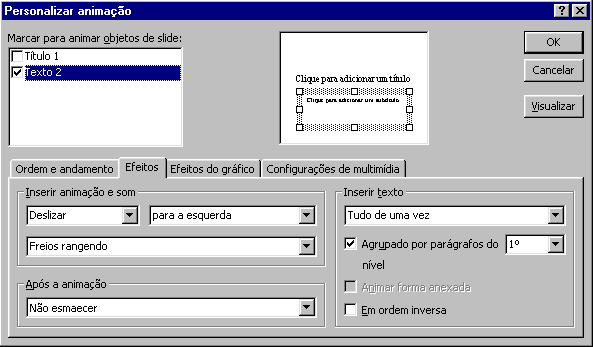 Personalizar animação
Marcar para animar objetos de slide:
Título 1
Texto 2
Clique para adicionar um título
Clique para adicionar um subtítulo
OK
Cancelar
Visualizar
Ordem e andamento
Efeitos
Efeitos do gráfico
Configurações de multimídia
Inserir animação e som
Deslizar
para a esquerda
Freios rangendo
Após a animação
Não esmaecer
Inserir texto
Tudo de uma vez
Agrupado por parágrafos do 1º
nível
Animar forma anexada
Em ordem inversa